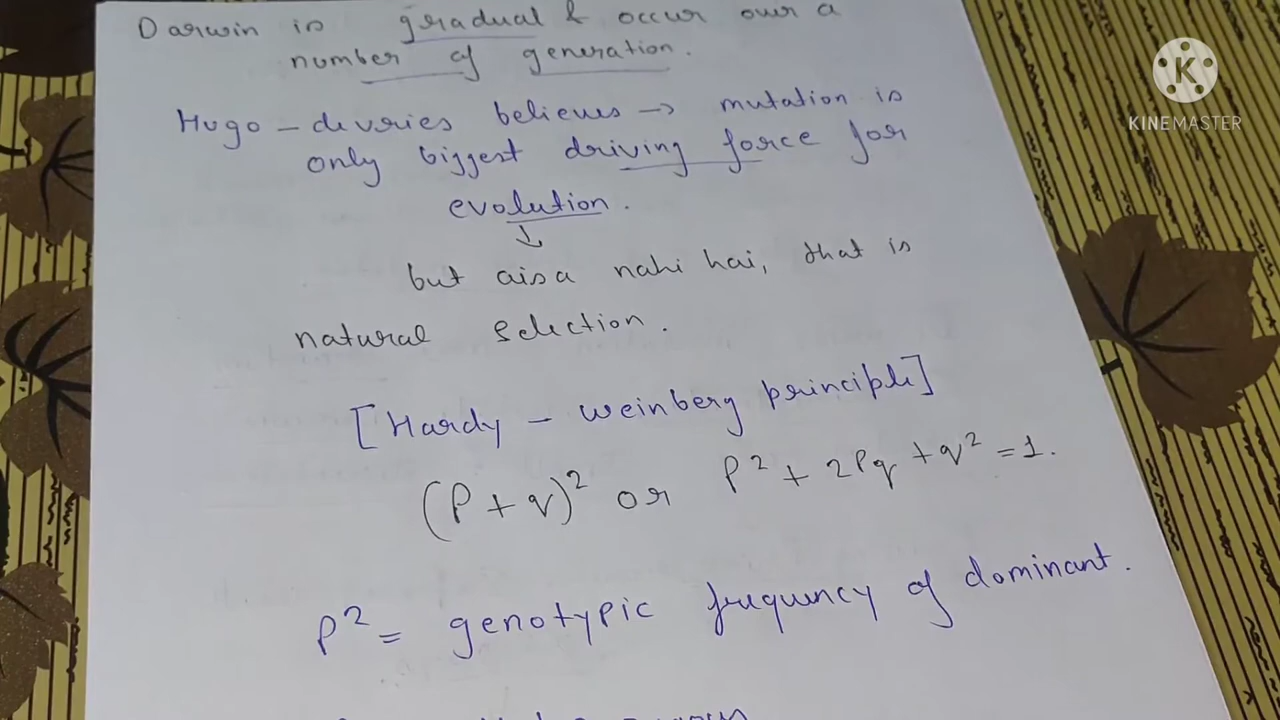 Darwin is gradual & occur over a
number of generation.
Hugo-devries believes → mutation is
only biggest driving force for
evolution.
↓
but aisa nahi hai, that is
natural selection.
[Hardy - weinberg principle]
(P+q)² or P² + 2Pq + q² = 1.
P² = genotypic frequency of dominant.
K
KINEMASTER